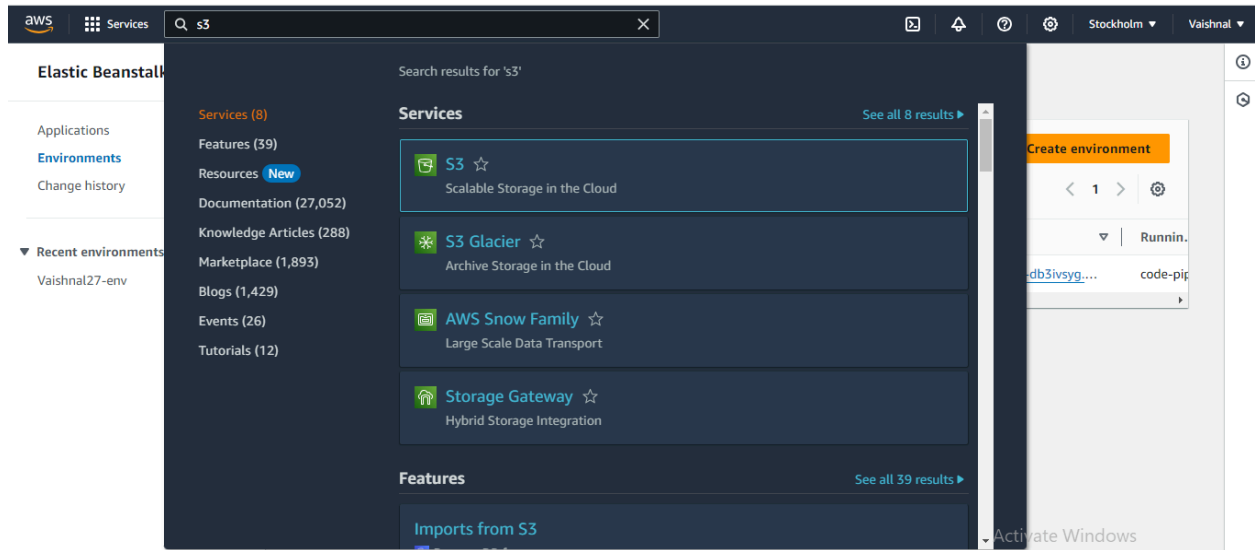 aws Services s3 Stockholm Vaishnal
Elastic Beanstalk
Applications
Environments
Change history
Recent environments
Vaishnal27-env
Search results for 's3'
Services (8)
Features (39)
Resources New
Documentation (27,052)
Knowledge Articles (288)
Marketplace (1,893)
Blogs (1,429)
Events (26)
Tutorials (12)
Services See all 8 results
S3
Scalable Storage in the Cloud
S3 Glacier
Archive Storage in the Cloud
AWS Snow Family
Large Scale Data Transport
Storage Gateway
Hybrid Storage Integration
Features See all 39 results
Imports from S3
Create environment
1
Runnin.
-db3ivsyg.... code-pip
Activate Windows